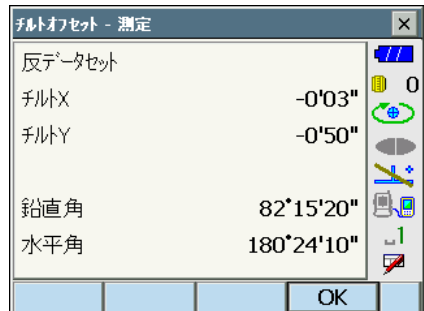 チルトオフセット - 測定
反データセット
チルトX -0'03"
チルトY -0'50"
鉛直角 82°15'20"
水平角 180°24'10"
0
1
OK